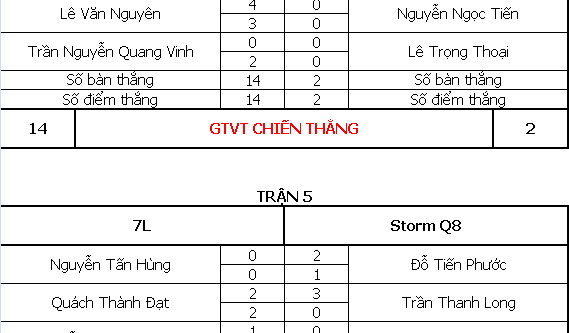 4 0
Lê Văn Nguyên Nguyễn Ngọc Tiến
3 0
0 0
Trần Nguyễn Quang Vinh Lê Trọng Thoại
2 0
Số bàn thắng 14 2 Số bàn thắng
Số điểm thắng 14 2 Số điểm thắng
14 GTVT CHIẾN THẮNG 2
TRẬN 5
7L Storm Q8
0 2
Nguyễn Tấn Hùng Đỗ Tiến Phước
0 1
2 3
Quách Thành Đạt Trần Thanh Long
2 0
1 0